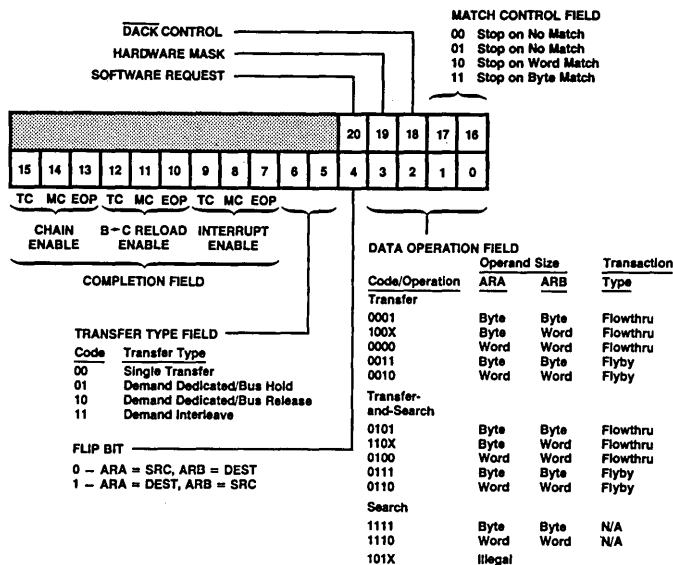 DACK CONTROL
HARDWARE MASK
SOFTWARE REQUEST
MATCH CONTROL FIELD
00 Stop on No Match
01 Stop on No Match
10 Stop on Word Match
11 Stop on Byte Match
20 19 18 17 16
15 14 13 12 11 10 9 8 7 6 5 4 3 2 1 0
TC MC EOP TC MC EOP TC MC EOP
CHAIN ENABLE
B←C RELOAD ENABLE
INTERRUPT ENABLE
COMPLETION FIELD
TRANSFER TYPE FIELD
Code Transfer Type
00 Single Transfer
01 Demand Dedicated/Bus Hold
10 Demand Dedicated/Bus Release
11 Demand Interleave
FLIP BIT
0 – ARA = SRC, ARB = DEST
1 – ARA = DEST, ARB = SRC
DATA OPERATION FIELD
Operand Size Transaction
Code/Operation ARA ARB Type
Transfer
0001 Byte Byte Flowthru
100X Byte Word Flowthru
0000 Word Word Flowthru
0011 Byte Byte Flyby
0010 Word Word Flyby
Transfer-
and-Search
0101 Byte Byte Flowthru
110X Byte Word Flowthru
0100 Word Word Flowthru
0111 Byte Byte Flyby
0110 Word Word Flyby
Search
1111 Byte Byte N/A
1110 Word Word N/A
101X Illegal